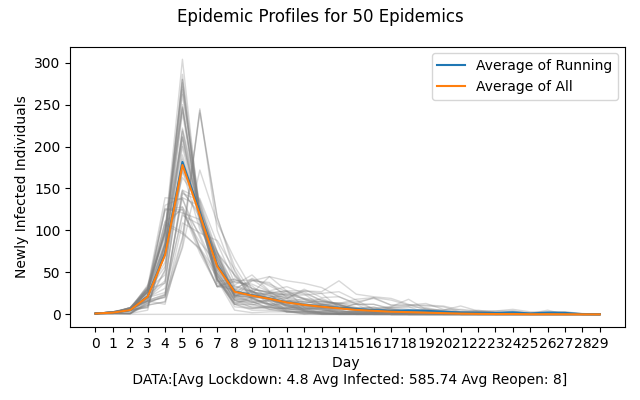 Epidemic Profiles for 50 Epidemics
Average of Running
Average of All
Newly Infected Individuals
300
250
200
150
100
50
0
0 1 2 3 4 5 6 7 8 9 10 11 12 13 14 15 16 17 18 19 20 21 22 23 24 25 26 27 28 29
Day
DATA:[Avg Lockdown: 4.8 Avg Infected: 585.74 Avg Reopen: 8]